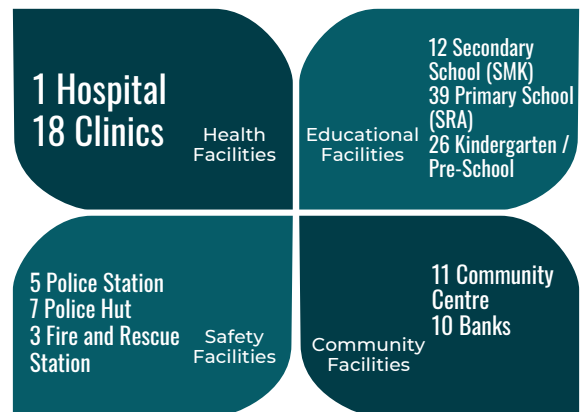 1 Hospital
18 Clinics
Health
Facilities
Educational
Facilities
12 Secondary
School (SMK)
39 Primary School
(SRA)
26 Kindergarten /
Pre-School
5 Police Station
7 Police Hut
3 Fire and Rescue
Station
Safety
Facilities
Community
Facilities
11 Community
Centre
10 Banks